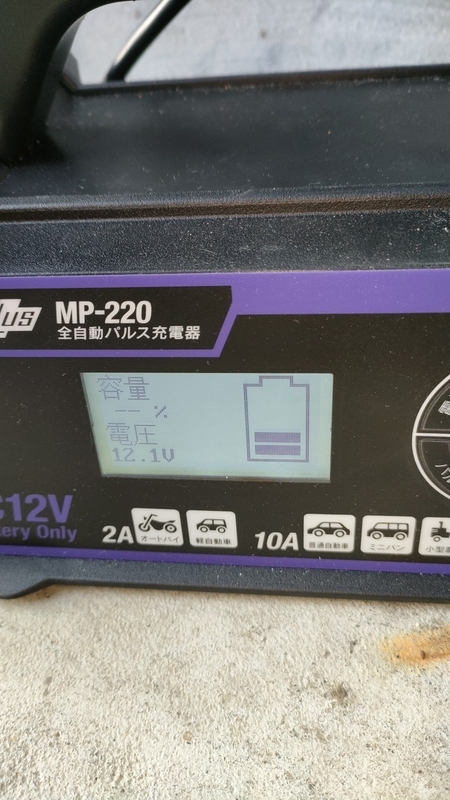 MP-220
全自動パルス充電器
容量
--%
電圧
12.1V
12V
Only
2A
オートバイ
軽自動車
10A
普通自動車
ミニバン
小型